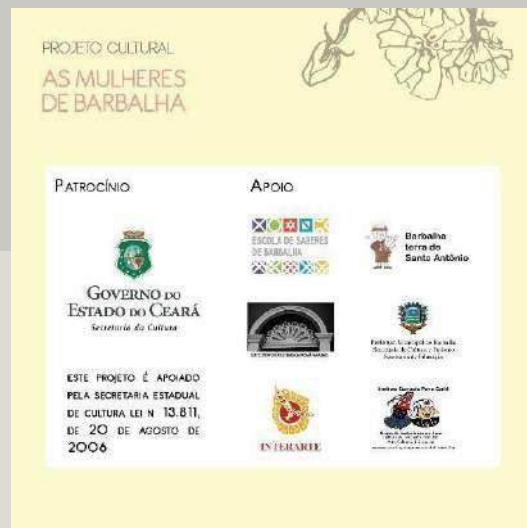 PROJETO CULTURAL
AS MULHERES
DE BARBALHA
PATROCÍNIO
APOIO
GOVERNO DO
ESTADO DO CEARÁ
Secretaria da Cultura
ESTE PROJETO É APOIADO
PELA SECRETARIA ESTADUAL
DE CULTURA LEI N 13.811,
DE 20 DE AGOSTO DE
2006
ESCOLA DE SABERES
DE BARBALHA
Barbalha
terra de
Santo Antônio
INTERARTE